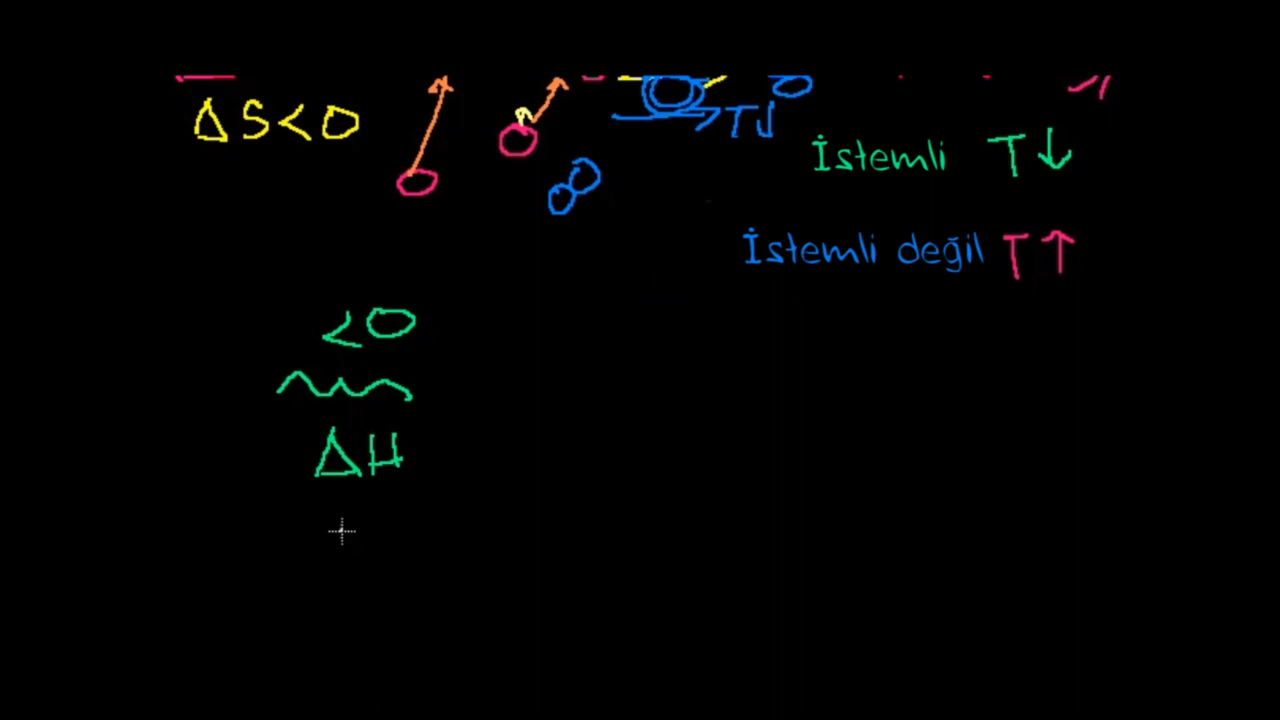 ΔS<0
T↓
İstemli T↓
İstemli değil T↑
<0
ΔH